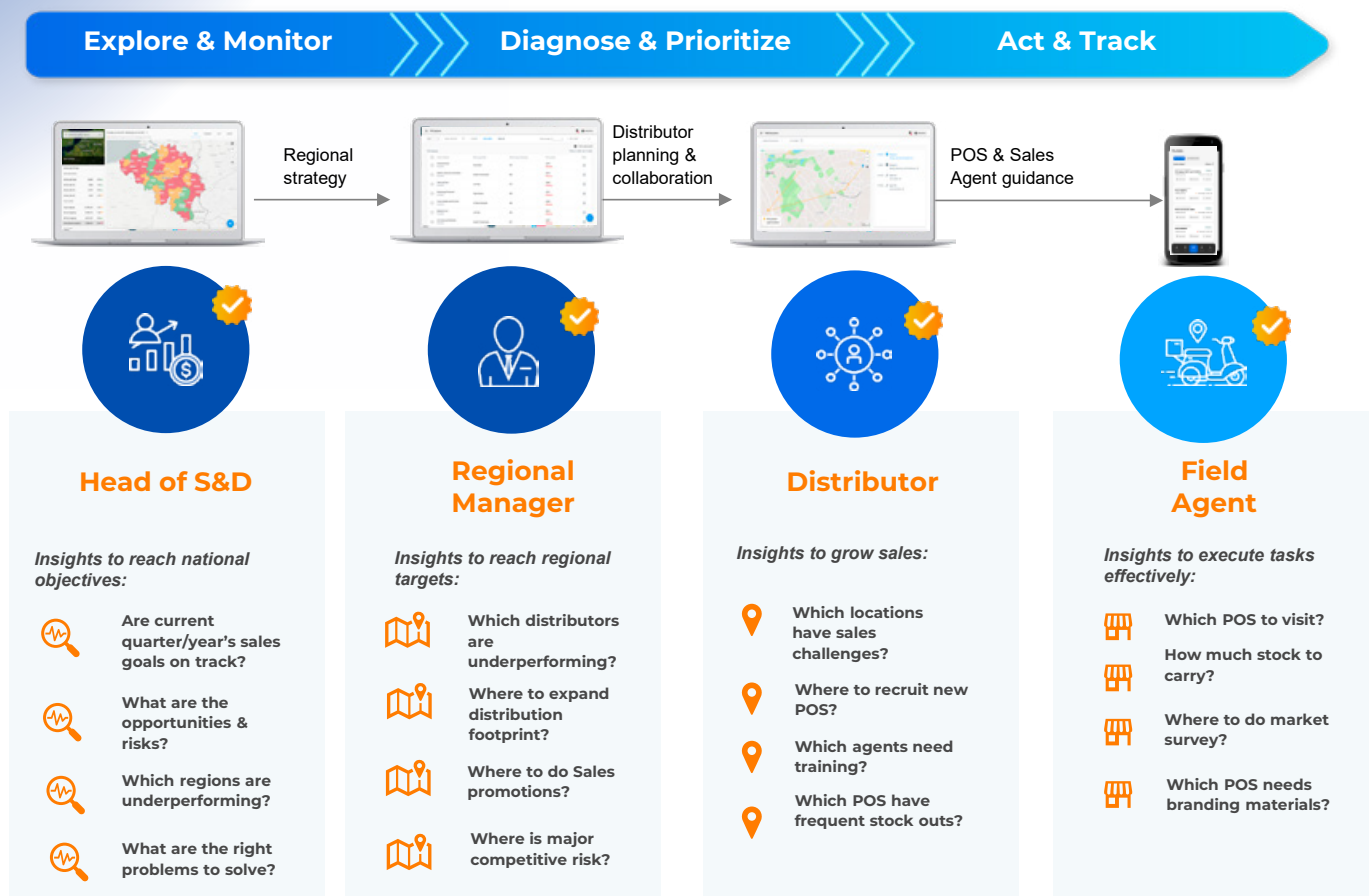 Explore & Monitor
Diagnose & Prioritize
Act & Track
Regional
strategy
Distributor
planning &
collaboration
POS & Sales
Agent guidance
Head of S&D
Insights to reach national
objectives:
Are current
quarter/year's sales
goals on track?
What are the
opportunities &
risks?
Which regions are
underperforming?
What are the right
problems to solve?
Regional
Manager
Insights to reach regional
targets:
Which distributors
are
underperforming?
Where to expand
distribution
footprint?
Where to do Sales
promotions?
Where is major
competitive risk?
Distributor
Insights to grow sales:
Which locations
have sales
challenges?
Where to recruit new
POS?
Which agents need
training?
Which POS have
frequent stock outs?
Field
Agent
Insights to execute tasks
effectively:
Which POS to visit?
How much stock to
carry?
Where to do market
survey?
Which POS needs
branding materials?